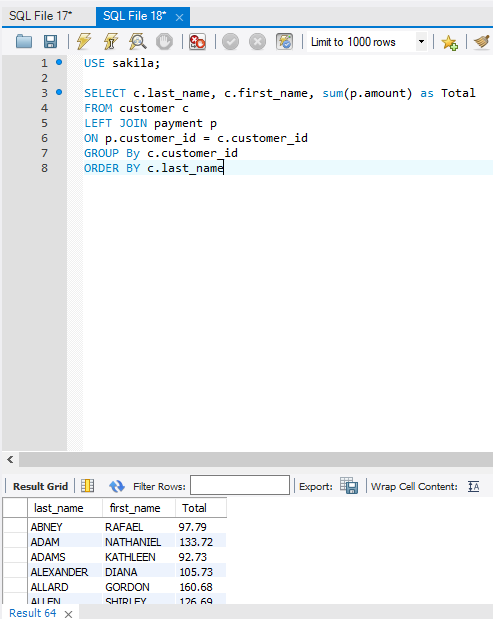 SQL File 17* SQL File 18*
Limit to 1000 rows
1 USE sakila;
2
3 SELECT c.last_name, c.first_name, sum(p.amount) as Total
4 FROM customer c
5 LEFT JOIN payment p
6 ON p.customer_id = c.customer_id
7 GROUP By c.customer_id
8 ORDER BY c.last_name
Result Grid Filter Rows: Export: Wrap Cell Content:
last_name first_name Total
ABNEY RAFAEL 97.79
ADAM NATHANIEL 133.72
ADAMS KATHLEEN 92.73
ALEXANDER DIANA 105.73
ALLARD GORDON 160.68
ALLEN SHIRLEY 126.69
Result 64